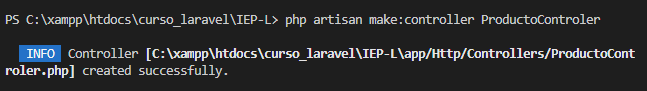 PS C:\xampp\htdocs\curso_laravel\IEP-L> php artisan make:controller ProductoControler
INFO Controller [C:\xampp\htdocs\curso_laravel\IEP-L\app/Http/Controllers/ProductoCont
roler.php] created successfully.